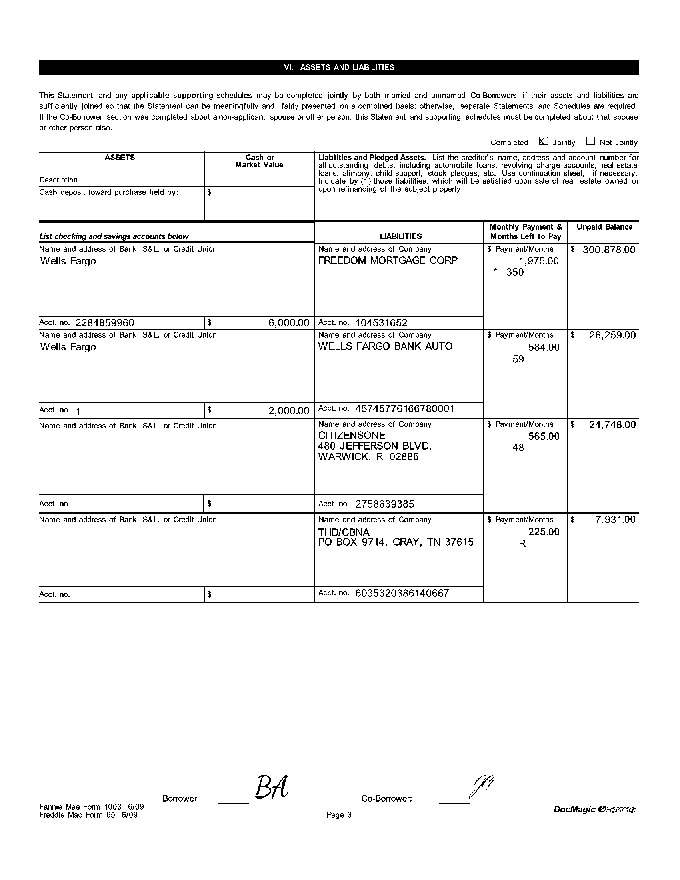 VI. ASSETS AND LIABILITIES
This Statement and any applicable supporting schedules may be completed jointly by both married and unmarried Co-Borrowers if their assets and liabilities are
sufficiently joined so that the Statement can be meaningfully and fairly presented on a combined basis; otherwise, separate Statements and Schedules are required.
If the Co-Borrower section was completed about a non-applicant spouse or other person, this Statement and supporting schedules must be completed about that spouse
or other person also.
Completed Jointly Not Jointly
ASSETS
Cash or
Market Value
Description
Cash deposit toward purchase held by: $
Liabilities and Pledged Assets. List the creditor's name, address and account number for
all outstanding debts, including automobile loans, revolving charge accounts, real estate
loans, alimony, child support, stock pledges, etc. Use continuation sheet, if necessary.
Indicate by (*) those liabilities, which will be satisfied upon sale of real estate owned or
upon refinancing of the subject property.
List checking and savings accounts below
LIABILITIES
Monthly Payment &
Months Left To Pay
Unpaid Balance
Name and address of Bank, S&L, or Credit Union
Wells Fargo
Name and address of Company
FREEDOM MORTGAGE CORP
$ Payment/Months
1,975.00
* 350
$ 300,878.00
Acct. no. 2284859960 $ 6,000.00
Acct. no. 104531652
Name and address of Bank, S&L, or Credit Union
Wells Fargo
Name and address of Company
WELLS FARGO BANK AUTO
$ Payment/Months
584.00
59
$ 26,259.00
Acct. no. 1 $ 2,000.00
Acct. no. 45745776166780001
Name and address of Bank, S&L, or Credit Union
Name and address of Company
CITIZENSONE
480 JEFFERSON BLVD,
WARWICK, R 02886
$ Payment/Months
565.00
48
$ 21,748.00
Acct. no. $
Acct. no. 2758839385
Name and address of Bank, S&L, or Credit Union
Name and address of Company
THD/CBNA
PO BOX 9714, GRAY, TN 37615
$ Payment/Months
225.00
R
$ 7,931.00
Acct. no. $
Acct. no. 6035320386140667
Borrower BA
Co-Borrower:
Fannie Mae Form 1003 6/09
Freddie Mac Form 65 6/09
Page 3
DocMagic